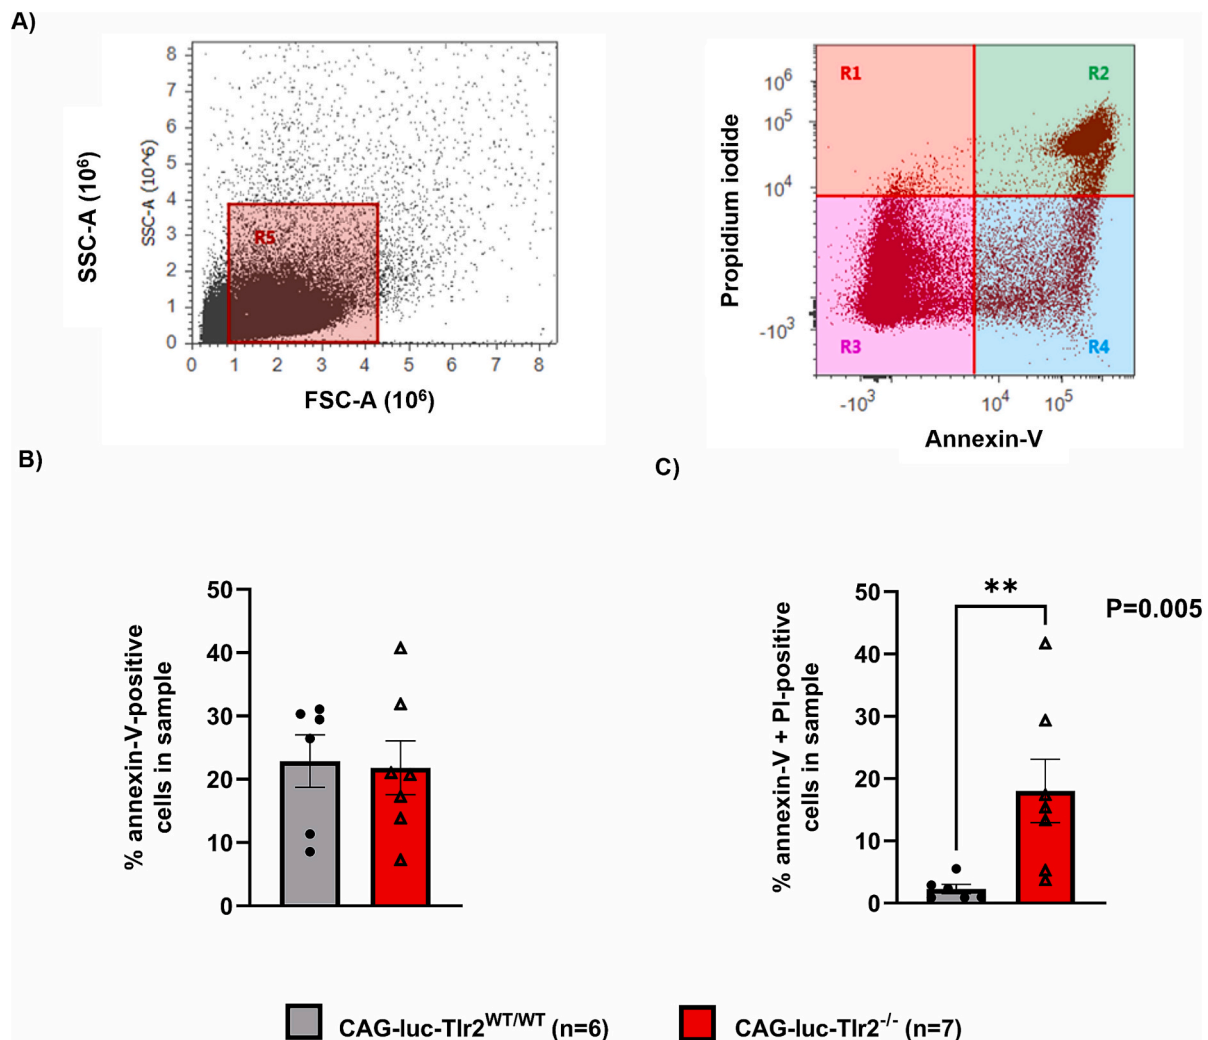 A)
SSC-A (10⁶)
SSC-A (10^6)
8
7
6
5
4
3
2
1
0
R5
0 1 2 3 4 5 6 7 8
FSC-A (10⁶)
Propidium iodide
10⁶
10⁵
10⁴
-10³
R1
R2
R3
R4
-10³ 10⁴ 10⁵
Annexin-V
B)
% annexin-V-positive
cells in sample
50
40
30
20
10
0
C)
% annexin-V + PI-positive
cells in sample
50
40
30
20
10
0
**
P=0.005
CAG-luc-Tlr2WT/WT (n=6)
CAG-luc-Tlr2-/- (n=7)